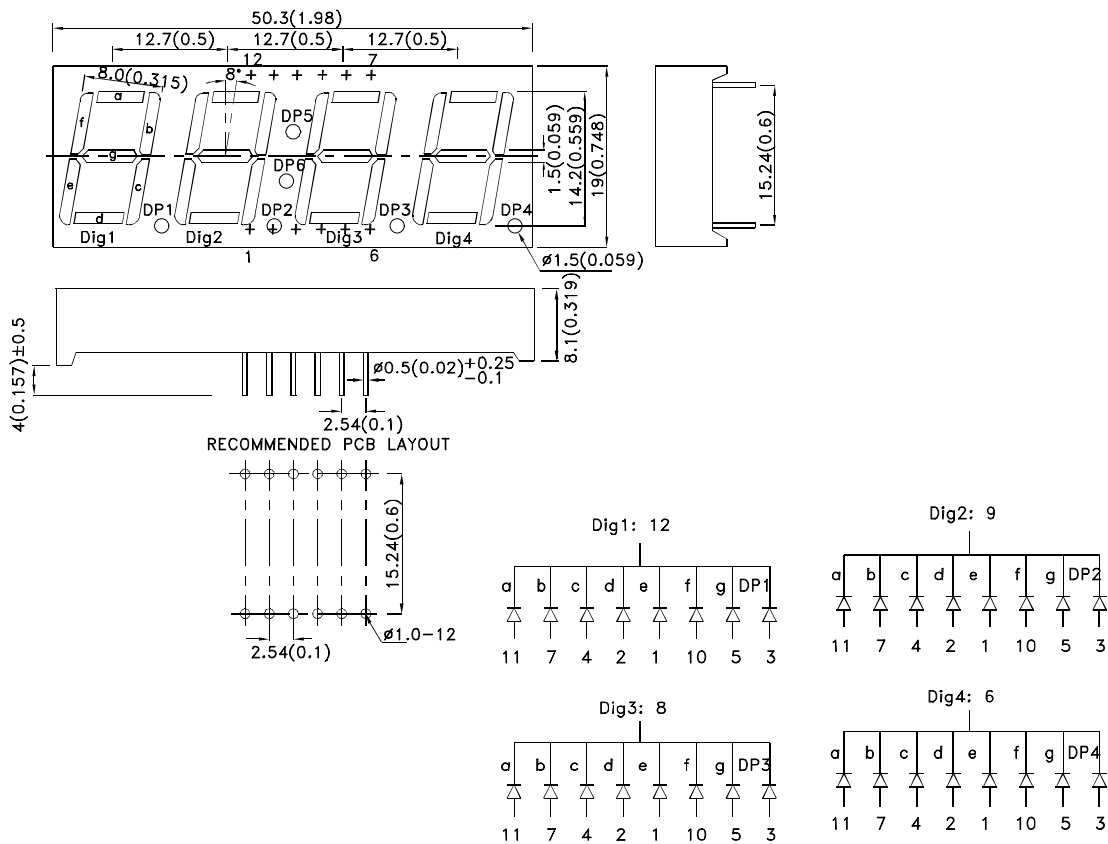 50.3(1.98)
12.7(0.5) 12.7(0.5) 12.7(0.5)
12 7
8.0(0.315) 8°
a
f b
g
e c
d
DP5
DP6
DP1 DP2 DP3 DP4
Dig1 Dig2 Dig3 Dig4
1 6
1.5(0.059)
14.2(0.559)
19(0.748)
ø1.5(0.059)
15.24(0.6)
8.1(0.319)
4(0.157)±0.5
ø0.5(0.02)+0.25
-0.1
2.54(0.1)
RECOMMENDED PCB LAYOUT
15.24(0.6)
ø1.0-12
2.54(0.1)
Dig1: 12
a b c d e f g DP1
11 7 4 2 1 10 5 3
Dig2: 9
a b c d e f g DP2
11 7 4 2 1 10 5 3
Dig3: 8
a b c d e f g DP3
11 7 4 2 1 10 5 3
Dig4: 6
a b c d e f g DP4
11 7 4 2 1 10 5 3